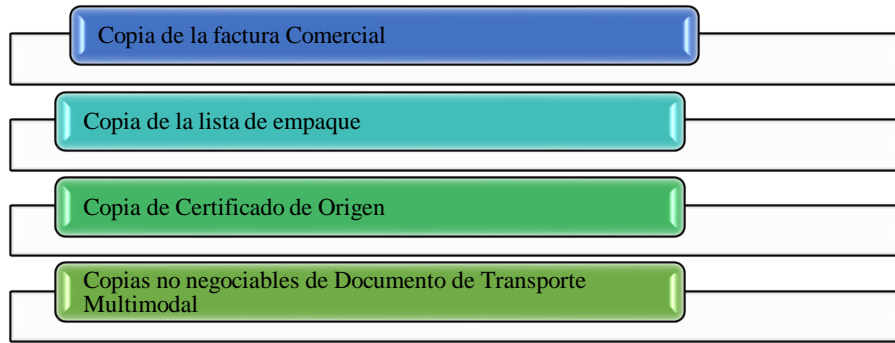 Copia de la factura Comercial
Copia de la lista de empaque
Copia de Certificado de Origen
Copias no negociables de Documento de Transporte
Multimodal